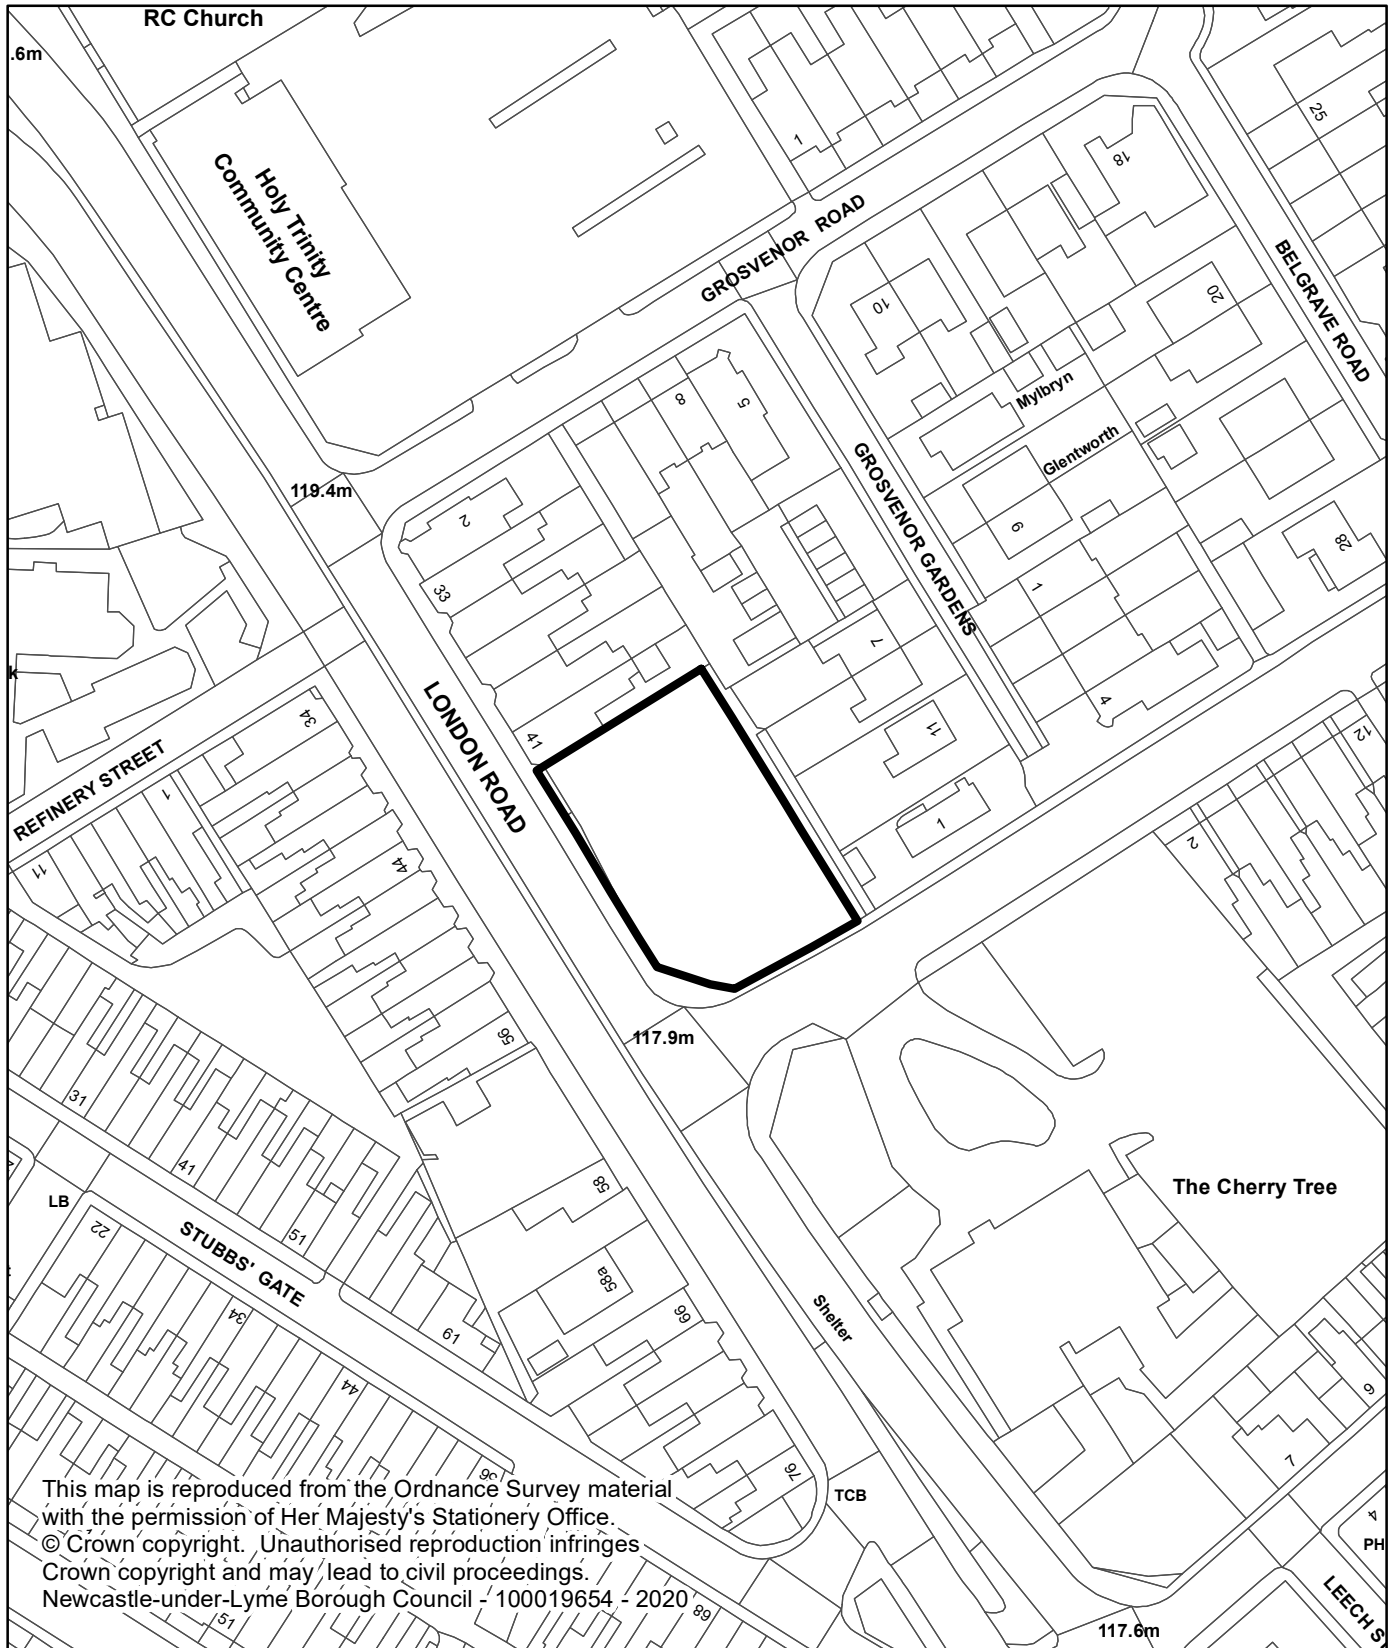 RC Church
.6m
Holy Trinity
Community Centre
1
25
18
GROSVENOR ROAD
10
20
BELGRAVE ROAD
8
5
Mylbryn
Glentworth
GROSVENOR GARDENS
119.4m
2
9
28
33
1
7
4
LONDON ROAD
34
41
11
12
REFINERY STREET
1
1
2
11
44
56
117.9m
31
41
58
The Cherry Tree
LB
22
51
STUBBS' GATE
58a
34
61
66
Shelter
44
6
7
76
TCB
4
PH
56
This map is reproduced from the Ordnance Survey material
with the permission of Her Majesty's Stationery Office.
© Crown copyright. Unauthorised reproduction infringes
Crown copyright and may lead to civil proceedings.
Newcastle-under-Lyme Borough Council - 100019654 - 2020
51
68
LEECH S
117.6m